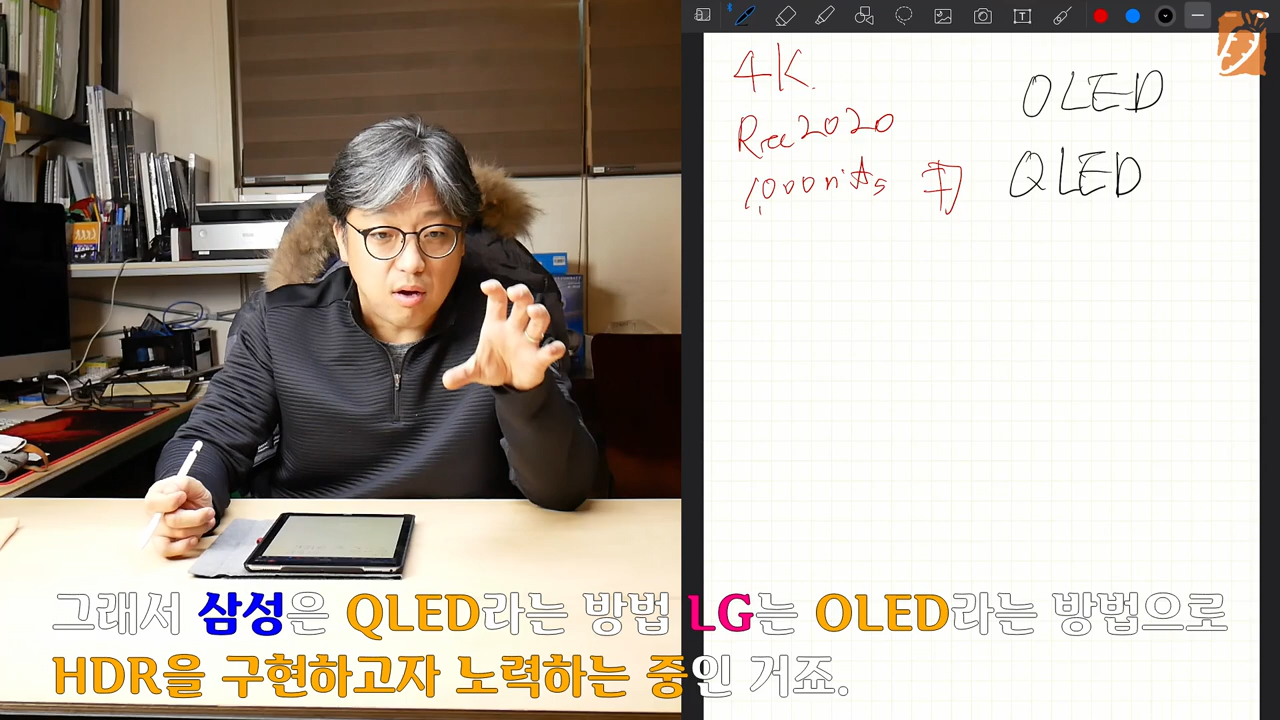 4K
Rec2020
1,000nits
OLED
QLED
그래서 삼성은 QLED라는 방법 LG는 OLED라는 방법으로
HDR을 구현하고자 노력하는 중인 거죠.